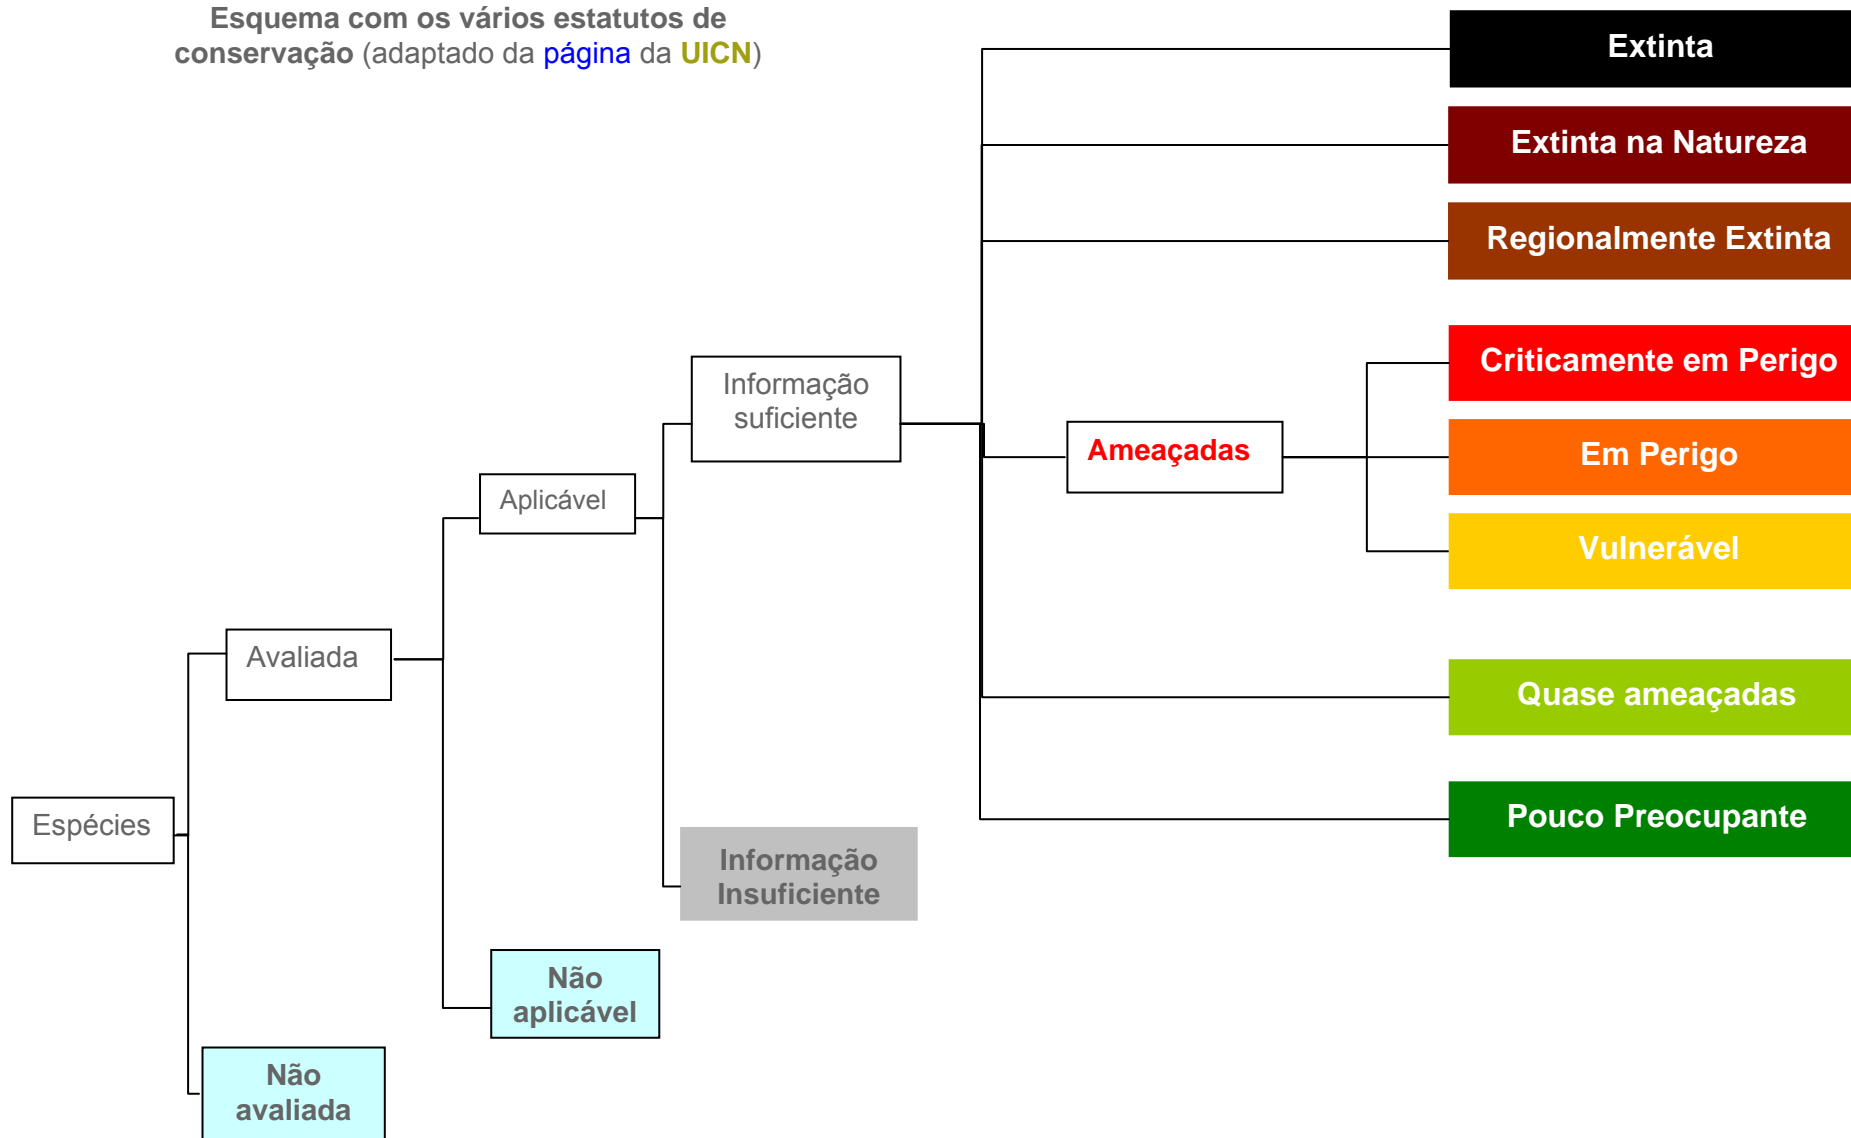 Esquema com os vários estatutos de
conservação (adaptado da página da UICN)
Extinta
Extinta na Natureza
Regionalmente Extinta
Criticamente em Perigo
Informação
suficiente
Ameaçadas
Em Perigo
Aplicável
Vulnerável
Avaliada
Quase ameaçadas
Espécies
Pouco Preocupante
Informação
Insuficiente
Não
aplicável
Não
avaliada